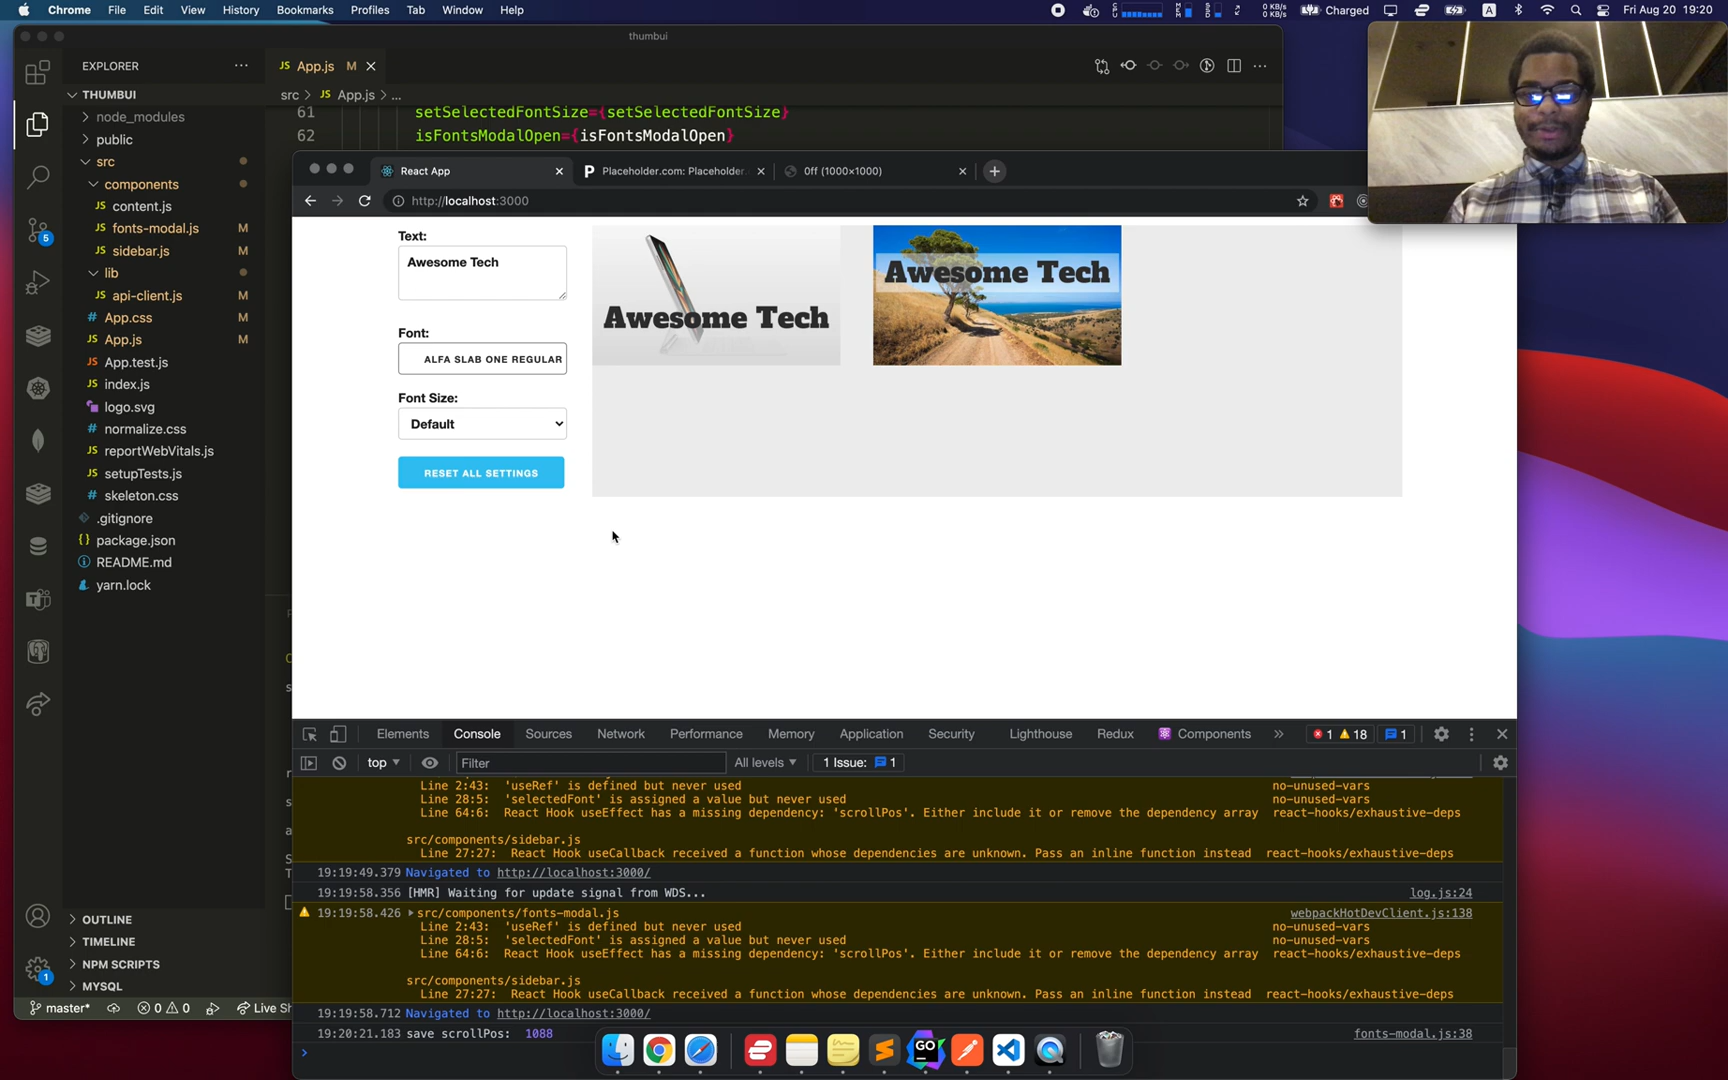 Chrome File Edit View History Bookmarks Profiles Tab Window Help
0 KB/s
0 KB/s
Charged
A
Fri Aug 20 19:20
thumbui
EXPLORER
JS App.js M
THUMBUI
src > JS App.js > ...
node_modules
public
src
components
JS content.js
JS fonts-modal.js M
JS sidebar.js M
lib
JS api-client.js M
# App.css M
JS App.js M
JS App.test.js
JS index.js
logo.svg
# normalize.css
JS reportWebVitals.js
JS setupTests.js
# skeleton.css
.gitignore
{} package.json
README.md
yarn.lock
5
1
OUTLINE
TIMELINE
NPM SCRIPTS
MYSQL
master* 0 0 Live Sh
61 setSelectedFontSize={setSelectedFontSize}
62 isFontsModalOpen={isFontsModalOpen}
React App
Placeholder.com: Placeholder
0ff (1000×1000)
http://localhost:3000
Text:
Awesome Tech
Font:
ALFA SLAB ONE REGULAR
Font Size:
Default
RESET ALL SETTINGS
Awesome Tech
Awesome Tech
Elements Console Sources Network Performance Memory Application Security Lighthouse Redux Components » 1 18 1
top Filter All levels 1 Issue: 1
Line 2:43: 'useRef' is defined but never used no-unused-vars
Line 28:5: 'selectedFont' is assigned a value but never used no-unused-vars
Line 64:6: React Hook useEffect has a missing dependency: 'scrollPos'. Either include it or remove the dependency array react-hooks/exhaustive-deps
src/components/sidebar.js
Line 27:27: React Hook useCallback received a function whose dependencies are unknown. Pass an inline function instead react-hooks/exhaustive-deps
19:19:49.379 Navigated to http://localhost:3000/
19:19:58.356 [HMR] Waiting for update signal from WDS... log.js:24
19:19:58.426 src/components/fonts-modal.js webpackHotDevClient.js:138
Line 2:43: 'useRef' is defined but never used no-unused-vars
Line 28:5: 'selectedFont' is assigned a value but never used no-unused-vars
Line 64:6: React Hook useEffect has a missing dependency: 'scrollPos'. Either include it or remove the dependency array react-hooks/exhaustive-deps
src/components/sidebar.js
Line 27:27: React Hook useCallback received a function whose dependencies are unknown. Pass an inline function instead react-hooks/exhaustive-deps
19:19:58.712 Navigated to http://localhost:3000/
19:20:21.183 save scrollPos: 1088 fonts-modal.js:38
GO